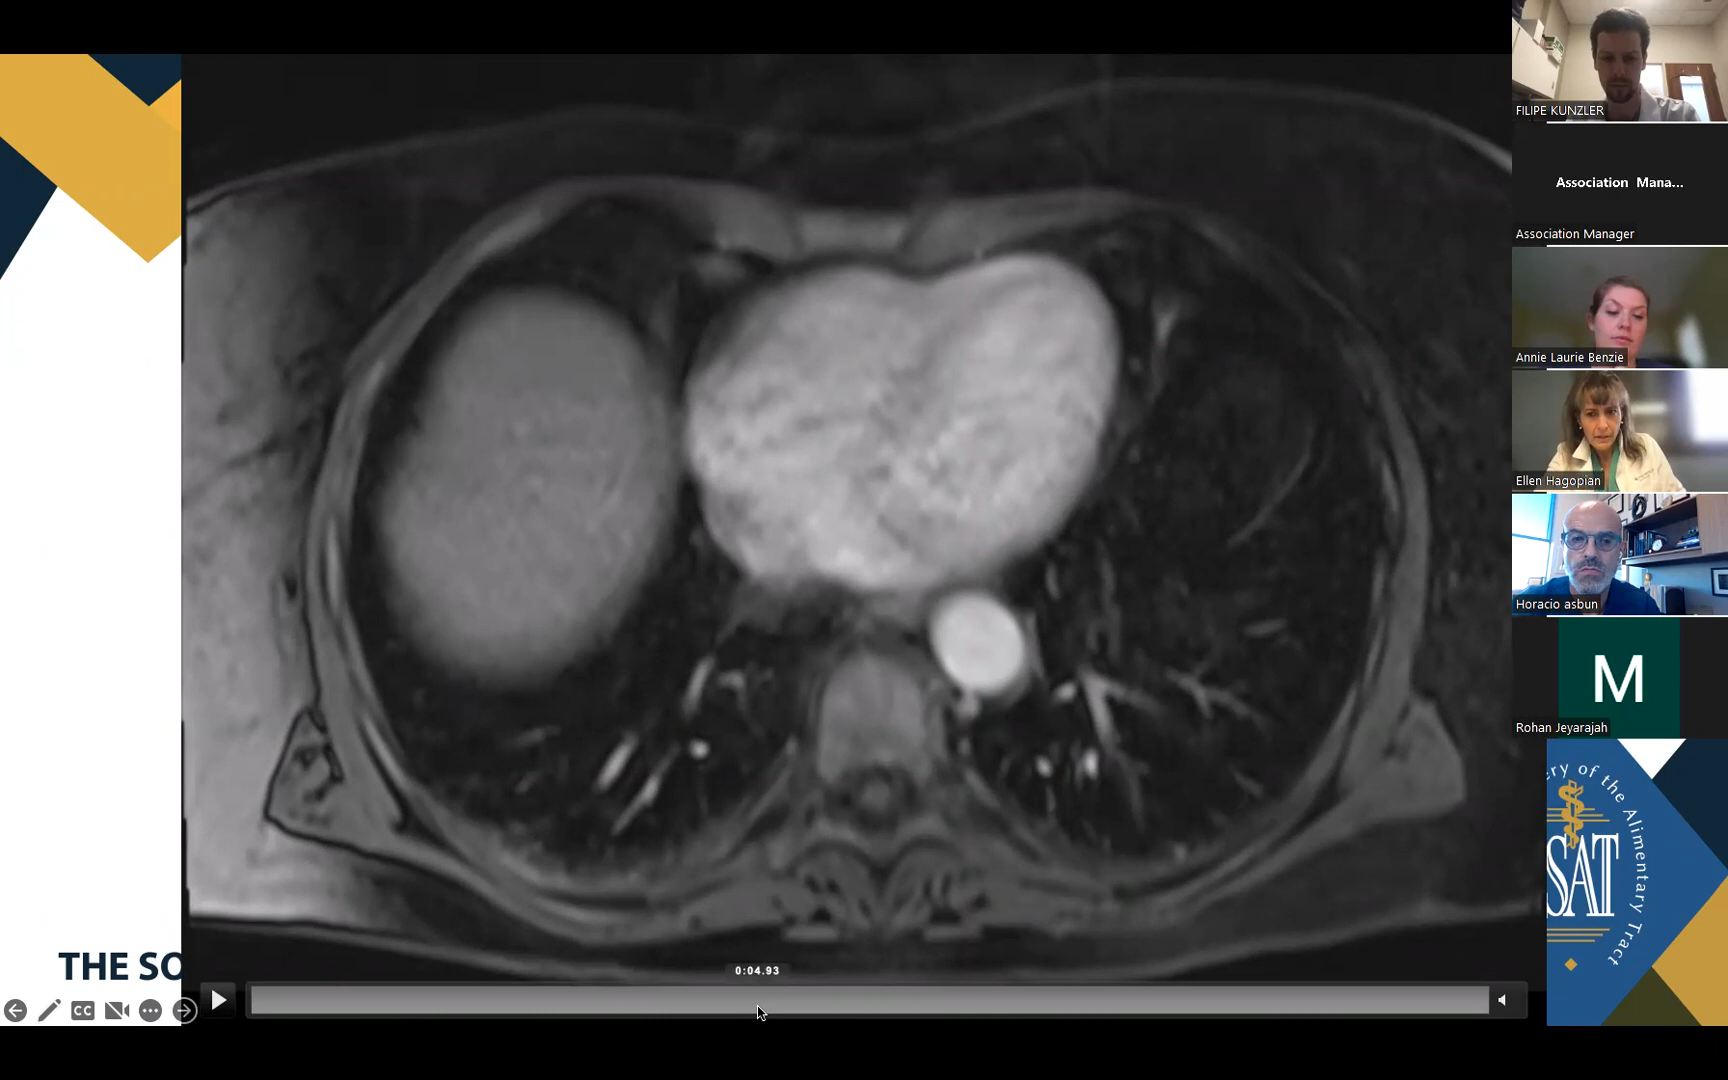 FILIPE KUNZLER
Association Mana...
Association Manager
Annie Laurie Benzie
Ellen Hagopian
Horacio asbun
M
Rohan Jeyarajah
ery of the Alimentary Tract
SAT
THE SO
0:04.93
CC